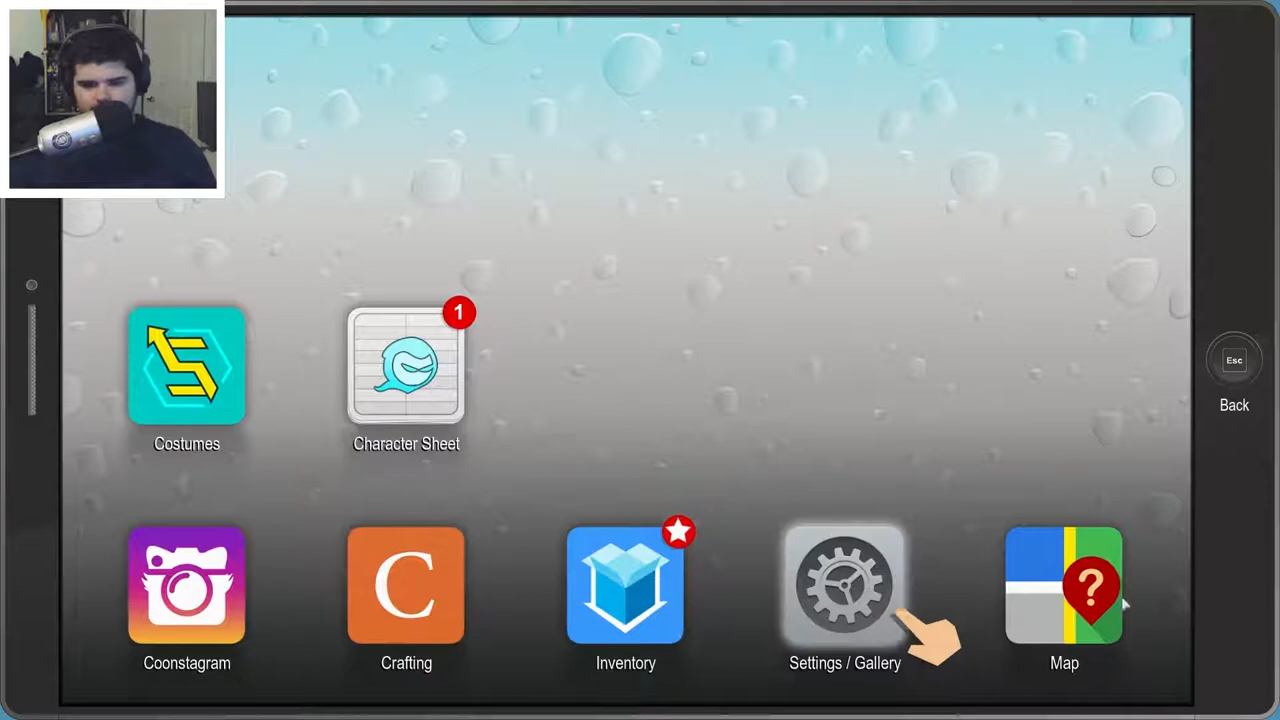 1
Costumes
Character Sheet
Esc
Back
C
?
Coonstagram
Crafting
Inventory
Settings / Gallery
Map